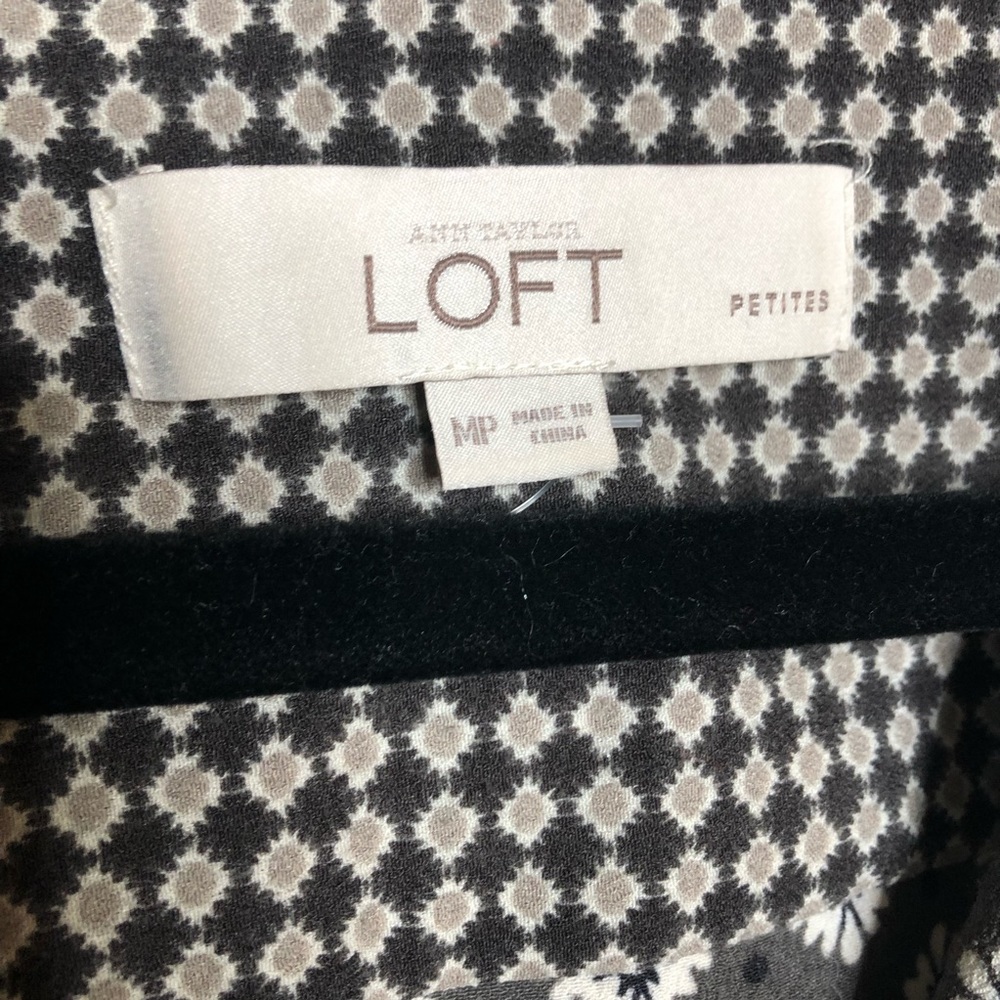 ANN TAYLOR
LOFT
PETITES
MP MADE IN
CHINA